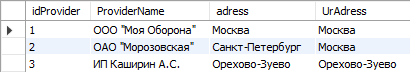 idProvider ProviderName adress UrAdress
1 ООО "Моя Оборона" Москва Москва
2 ОАО "Морозовская" Санкт-Петербург Москва
3 ИП Каширин А.С. Орехово-Зуево Орехово-Зуево